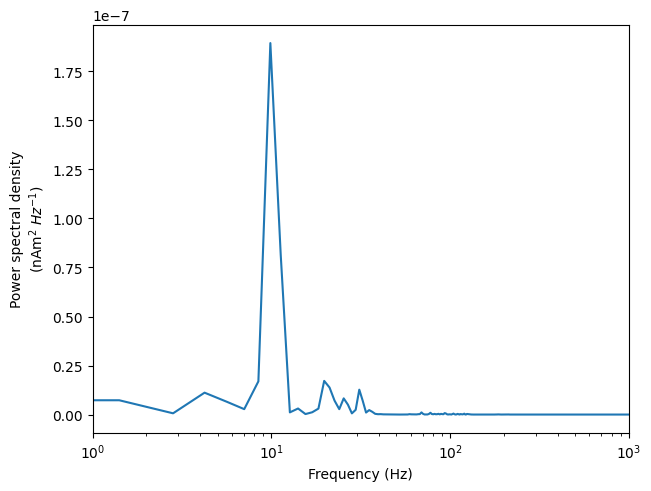 1e−7
1.75
1.50
1.25
1.00
0.75
0.50
0.25
0.00
Power spectral density
(nAm² Hz⁻¹)
10⁰ 10¹ 10² 10³
Frequency (Hz)